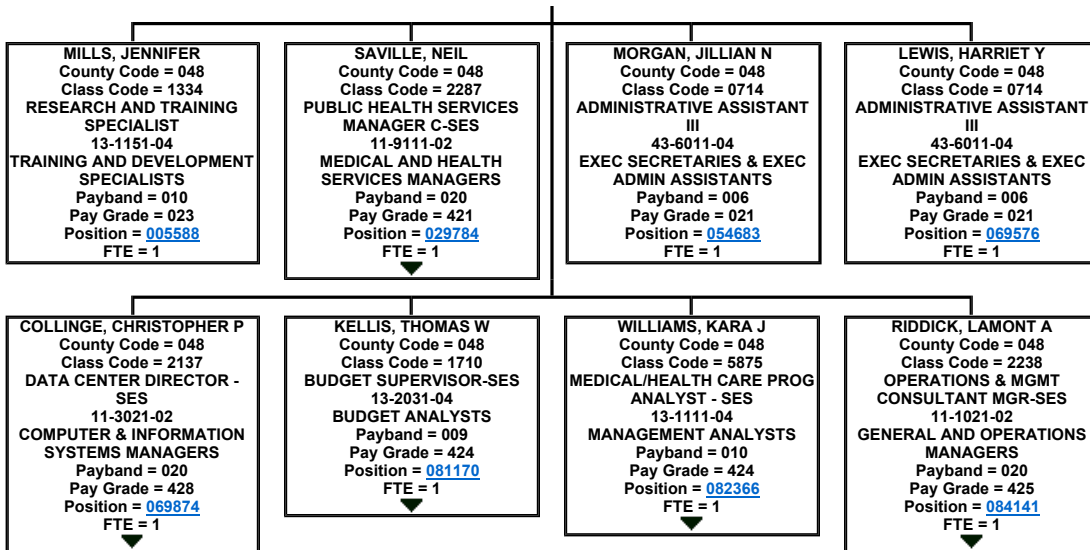 MILLS, JENNIFER
County Code = 048
Class Code = 1334
RESEARCH AND TRAINING
SPECIALIST
13-1151-04
TRAINING AND DEVELOPMENT
SPECIALISTS
Payband = 010
Pay Grade = 023
Position = 005588
FTE = 1
SAVILLE, NEIL
County Code = 048
Class Code = 2287
PUBLIC HEALTH SERVICES
MANAGER C-SES
11-9111-02
MEDICAL AND HEALTH
SERVICES MANAGERS
Payband = 020
Pay Grade = 421
Position = 029784
FTE = 1
MORGAN, JILLIAN N
County Code = 048
Class Code = 0714
ADMINISTRATIVE ASSISTANT
III
43-6011-04
EXEC SECRETARIES & EXEC
ADMIN ASSISTANTS
Payband = 006
Pay Grade = 021
Position = 054683
FTE = 1
LEWIS, HARRIET Y
County Code = 048
Class Code = 0714
ADMINISTRATIVE ASSISTANT
III
43-6011-04
EXEC SECRETARIES & EXEC
ADMIN ASSISTANTS
Payband = 006
Pay Grade = 021
Position = 069576
FTE = 1
COLLINGE, CHRISTOPHER P
County Code = 048
Class Code = 2137
DATA CENTER DIRECTOR -
SES
11-3021-02
COMPUTER & INFORMATION
SYSTEMS MANAGERS
Payband = 020
Pay Grade = 428
Position = 069874
FTE = 1
KELLIS, THOMAS W
County Code = 048
Class Code = 1710
BUDGET SUPERVISOR-SES
13-2031-04
BUDGET ANALYSTS
Payband = 009
Pay Grade = 424
Position = 081170
FTE = 1
WILLIAMS, KARA J
County Code = 048
Class Code = 5875
MEDICAL/HEALTH CARE PROG
ANALYST - SES
13-1111-04
MANAGEMENT ANALYSTS
Payband = 010
Pay Grade = 424
Position = 082366
FTE = 1
RIDDICK, LAMONT A
County Code = 048
Class Code = 2238
OPERATIONS & MGMT
CONSULTANT MGR-SES
11-1021-02
GENERAL AND OPERATIONS
MANAGERS
Payband = 020
Pay Grade = 425
Position = 084141
FTE = 1